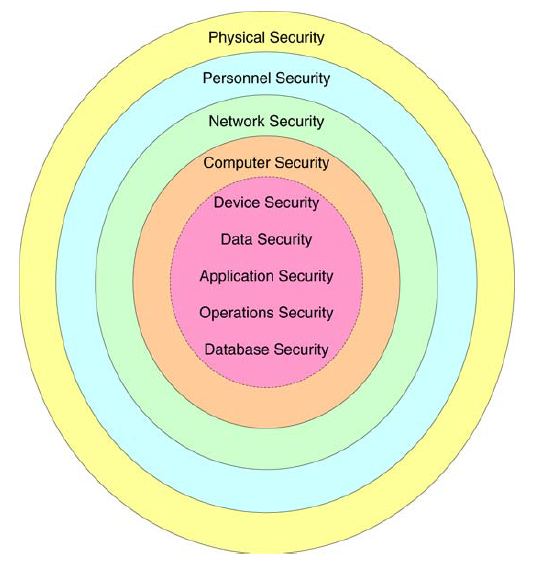 Physical Security
Personnel Security
Network Security
Computer Security
Device Security
Data Security
Application Security
Operations Security
Database Security